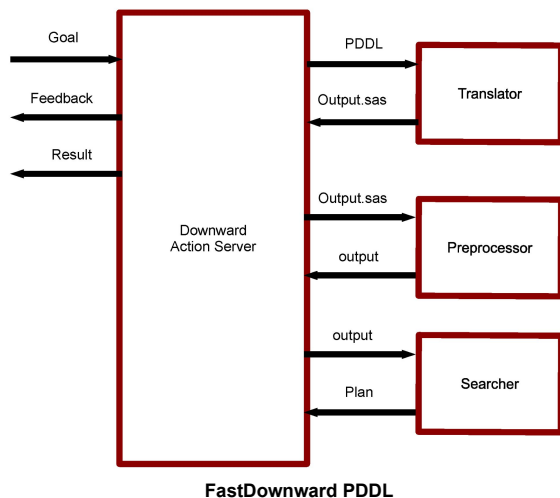 Goal
Feedback
Result
Downward
Action Server
PDDL
Output.sas
Translator
Output.sas
output
Preprocessor
output
Plan
Searcher
FastDownward PDDL